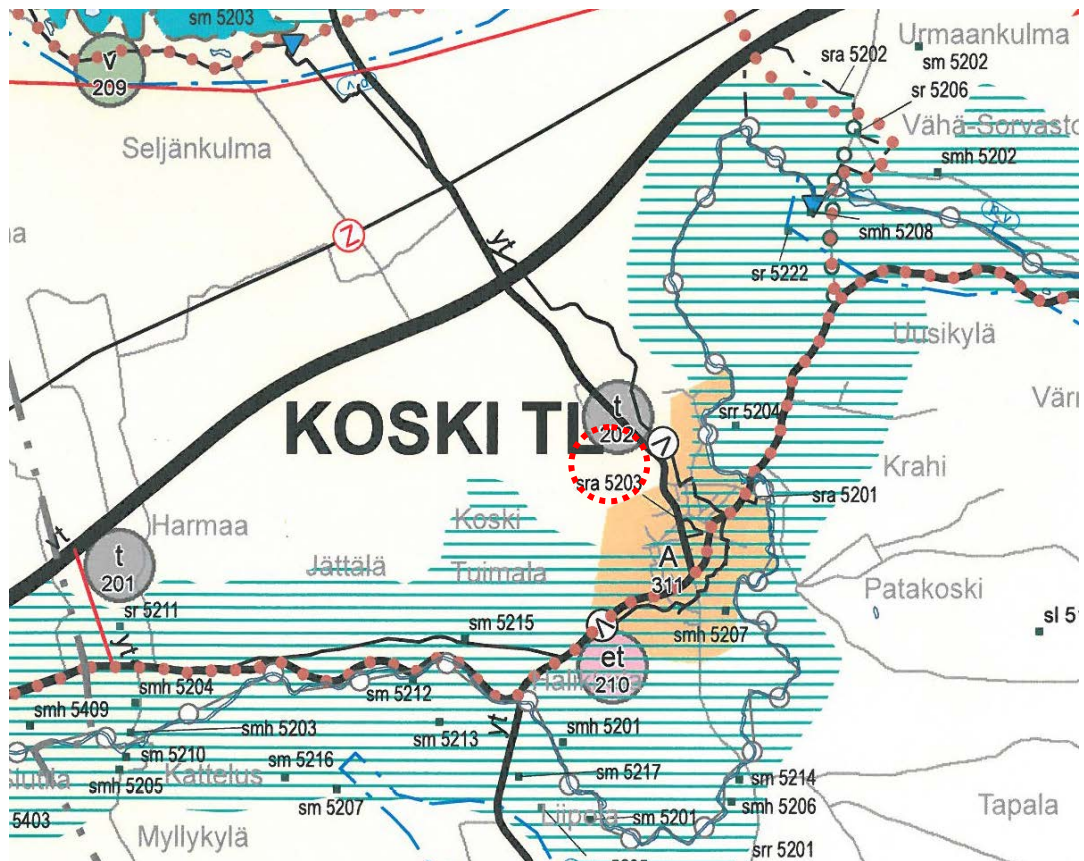 sm 5203
v
209
Urmaankulma
sra 5202
sm 5202
sr 5206
Vähä-Sorvasto
Seljänkulma
smh 5202
smh 5208
p v
Z
yt
sr 5222
Uusikylä
t
202
KOSKI TL
srr 5204
V
Krahi
sra 5203
sra 5201
Koski
Harmaa
yt
t
201
Jättälä
Tuimala
A
311
Patakoski
sr 5211
sm 5215
smh 5207
yt
et
210
smh 5204
sm 5212
smh 5409
smh 5203
sm 5213
yt
smh 5201
sm 5210
Kattelus
sm 5216
sm 5217
sm 5214
smh 5205
sm 5207
smh 5206
Tapala
5403
Liipola
sm 5201
Myllykylä
srr 5201